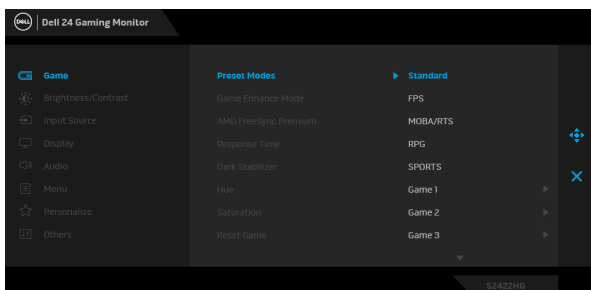 DELL Dell 24 Gaming Monitor
Game Preset Modes Standard
Brightness/Contrast Game Enhance Mode FPS
Input Source AMD FreeSync Premium MOBA/RTS
Display Response Time RPG
Audio Dark Stabilizer SPORTS
Menu Hue Game 1
Personalize Saturation Game 2
Others Reset Game Game 3
S2422HG